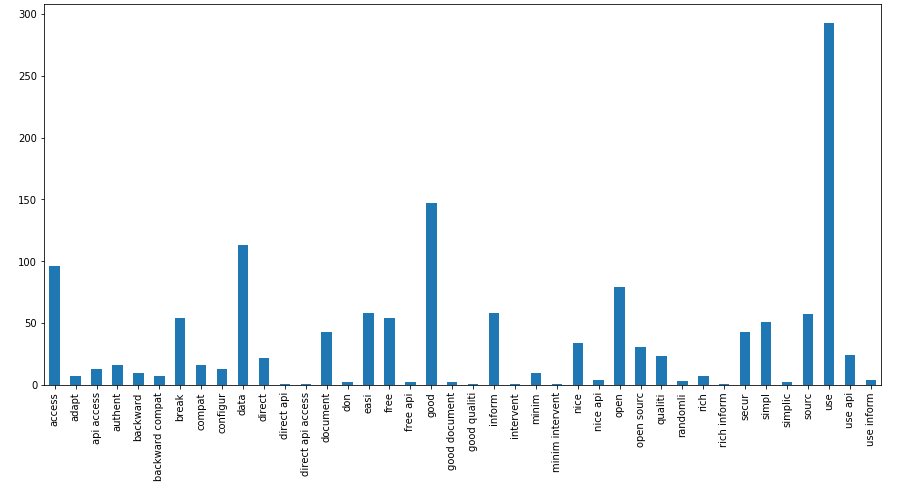 300
250
200
150
100
50
0
access
adapt
api access
authent
backward
backward compat
break
compat
configur
data
direct
direct api
direct api access
document
don
easi
free
free api
good
good document
good qualiti
inform
intervent
minim
minim intervent
nice
nice api
open
open sourc
qualiti
randomli
rich
rich inform
secur
simpl
simplic
sourc
use
use api
use inform